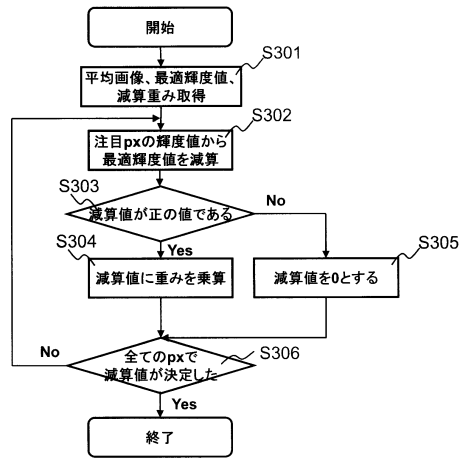 開始
S301
平均画像、最適輝度値、
減算重み取得
S302
注目pxの輝度値から
最適輝度値を減算
S303
減算値が正の値である
No
Yes
S304
減算値に重みを乗算
S305
減算値を0とする
S306
全てのpxで
減算値が決定した
No
Yes
終了